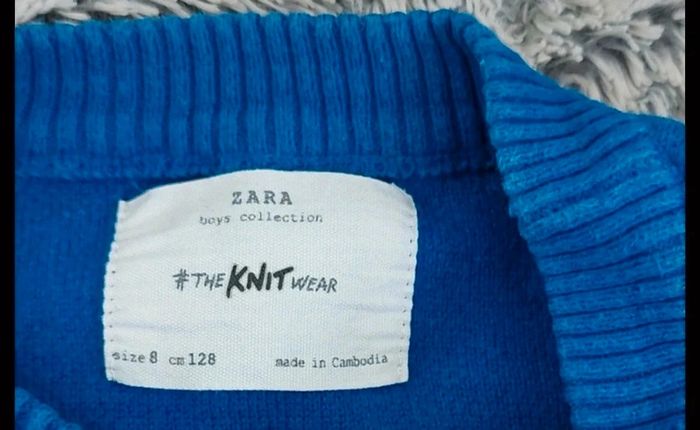 ZARA
boys collection
#THEKNITWEAR
size 8 cm 128
made in Cambodia